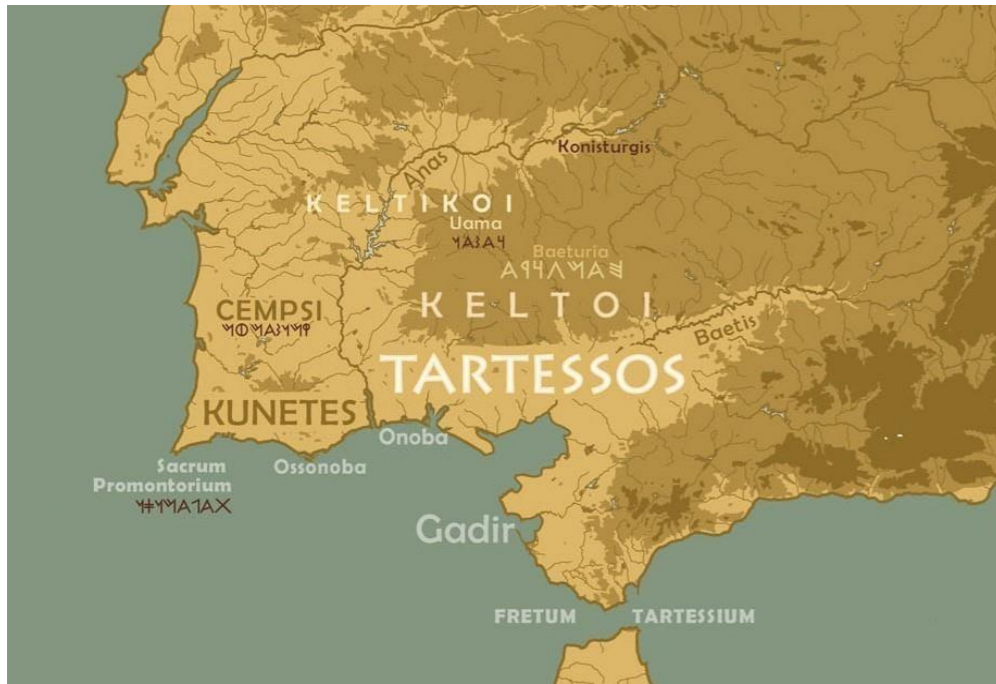 Konisturgis
Anas
KELTIKOI
Uama
Baeturia
KELTOI
CEMPSI
Baetis
TARTESSOS
KUNETES
Onoba
Sacrum
Promontorium
Ossonoba
Gadir
FRETUM TARTESSIUM